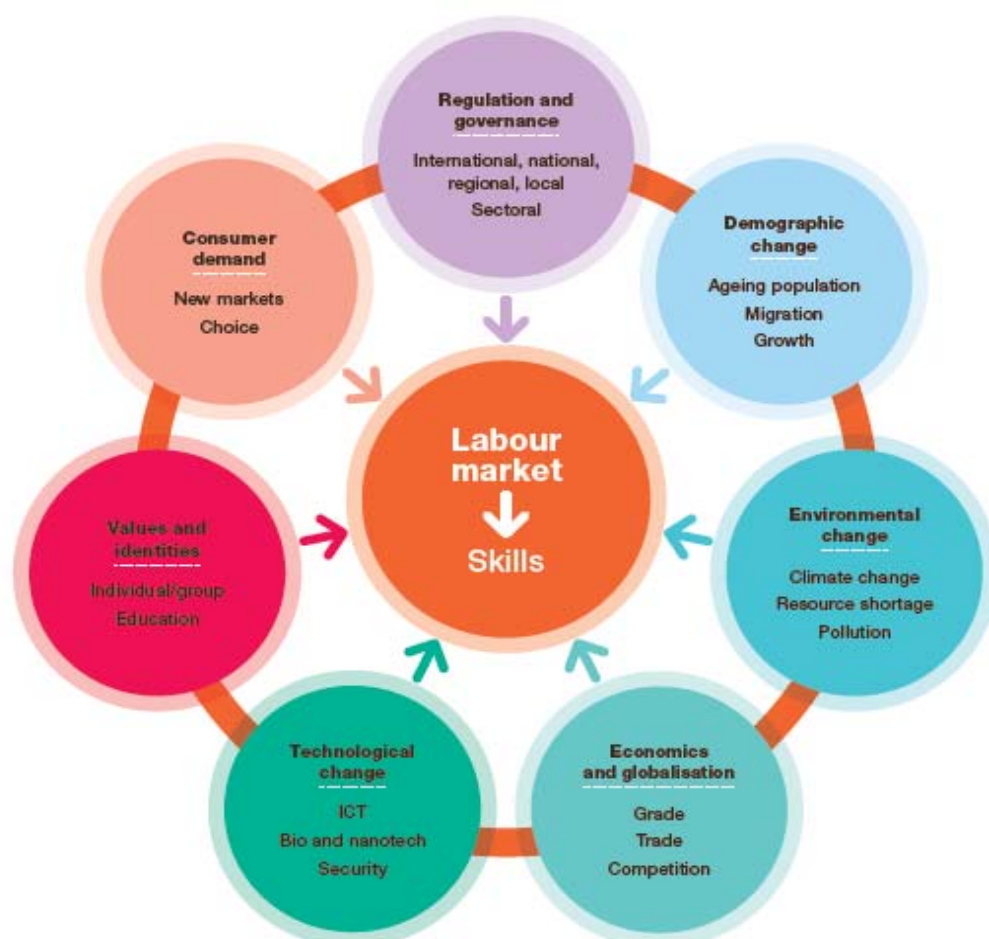 Regulation and
governance
International, national,
regional, local
Sectoral
Demographic
change
Ageing population
Migration
Growth
Environmental
change
Climate change
Resource shortage
Pollution
Economics
and globalisation
Grade
Trade
Competition
Technological
change
ICT
Bio and nanotech
Security
Values and
identities
Individual/group
Education
Consumer
demand
New markets
Choice
Labour
market
Skills